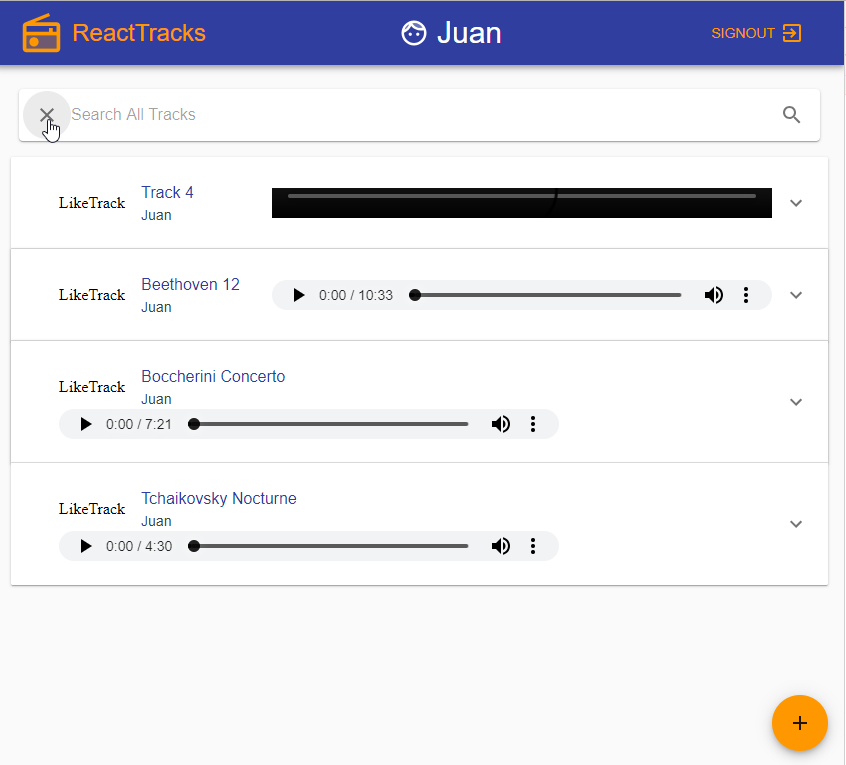 ReactTracks
Juan
SIGNOUT
Search All Tracks
LikeTrack
Track 4
Juan
LikeTrack
Beethoven 12
Juan
0:00 / 10:33
LikeTrack
Boccherini Concerto
Juan
0:00 / 7:21
LikeTrack
Tchaikovsky Nocturne
Juan
0:00 / 4:30